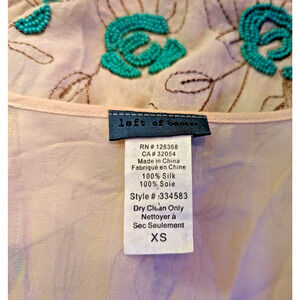 left of center
RN # 126368
CA # 32054
Made in China
Fabriqué en Chine
100% Silk
100% Soie
Style # 334583
Dry Clean Only
Nettoyer à
Sec Seulement
XS